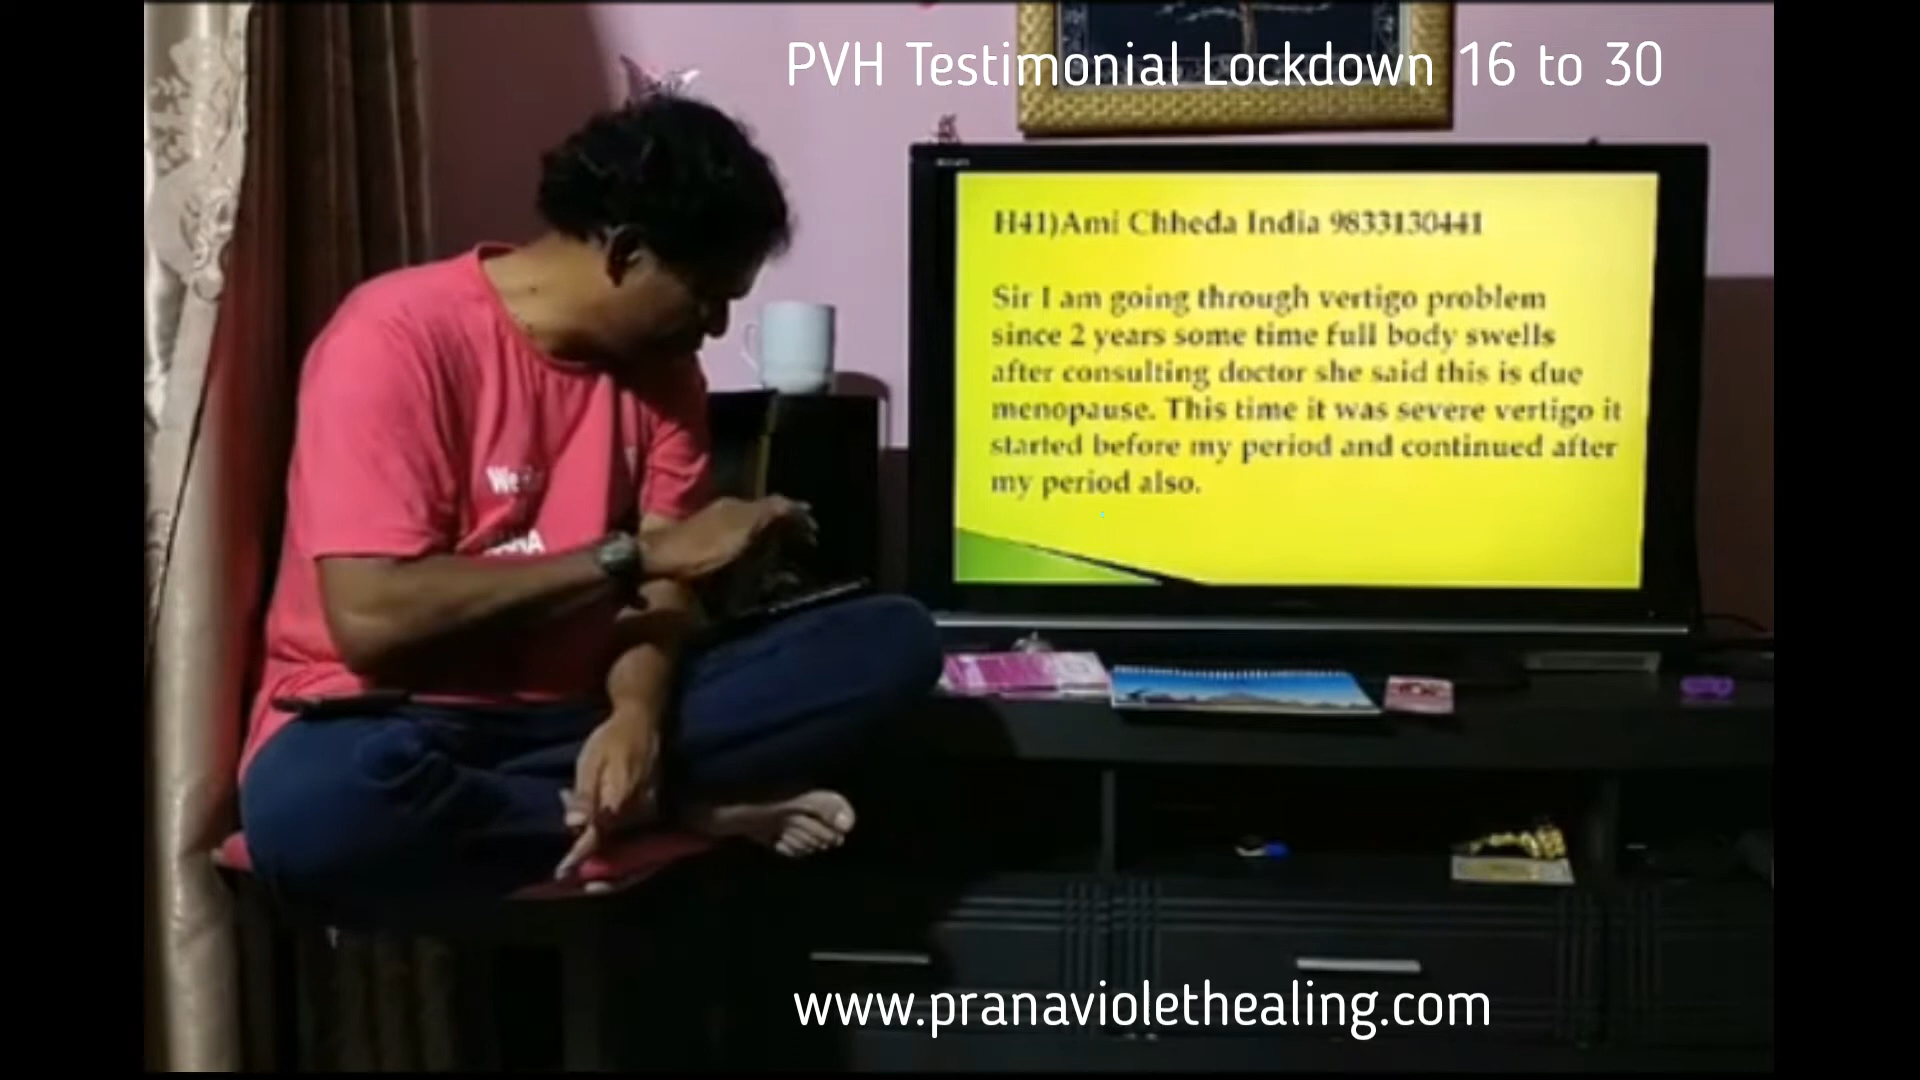 PVH Testimonial Lockdown 16 to 30
H41)Ami Chheda India 9833130441
Sir I am going through vertigo problem
since 2 years some time full body swells
after consulting doctor she said this is due
menopause. This time it was severe vertigo it
started before my period and continued after
my period also.
www.pranaviolethealing.com